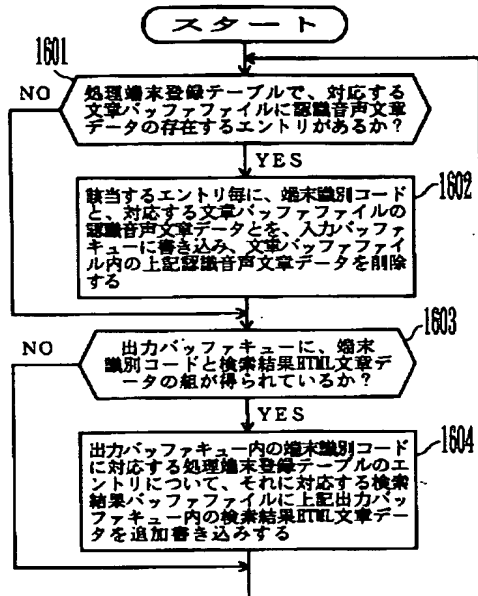 スタート
1601
処理端末登録テーブルで、対応する
文章バッファファイルに認識音声文章
データの存在するエントリがあるか？
NO
YES
1602
該当するエントリ毎に、端末識別コード
と、対応する文章バッファファイルの
認識音声文章データとを、入力バッフ
ァキューに書き込み、文章バッファファイ
ル内の上記認識音声文章データを削除
する
1603
出力バッファキューに、端末
識別コードと検索結果HTML文章デ
ータの組が得られているか？
NO
YES
1604
出力バッファキュー内の端末識別コード
に対応する処理端末登録テーブルのエ
ントリについて、それに対応する検索
結果バッファファイルに上記出力バッ
ファキュー内の検索結果HTML文章デー
タを追加書き込みする